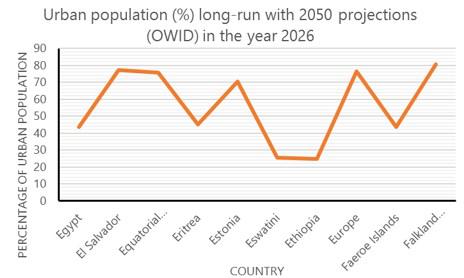 Urban population (%) long-run with 2050 projections
(OWID) in the year 2026
PERCENTAGE OF URBAN POPULATION
90
80
70
60
50
40
30
20
10
0
Egypt
El Salvador
Equatorial...
Eritrea
Estonia
Eswatini
Ethiopia
Europe
Faeroe Islands
Falkland...
COUNTRY